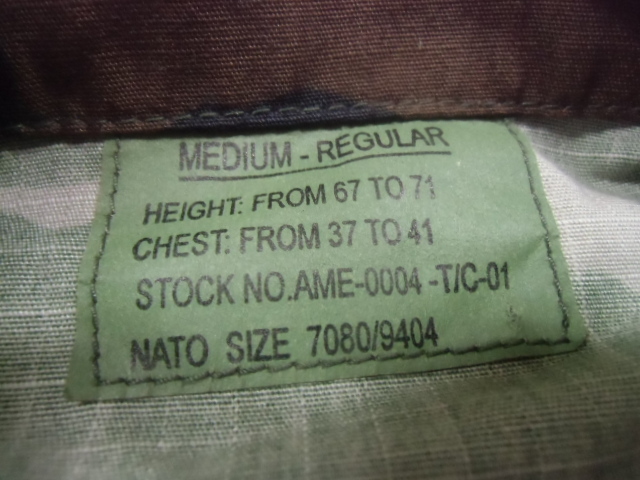 MEDIUM - REGULAR
HEIGHT: FROM 67 TO 71
CHEST: FROM 37 TO 41
STOCK NO.AME-0004 -T/C-01
NATO SIZE 7080/9404